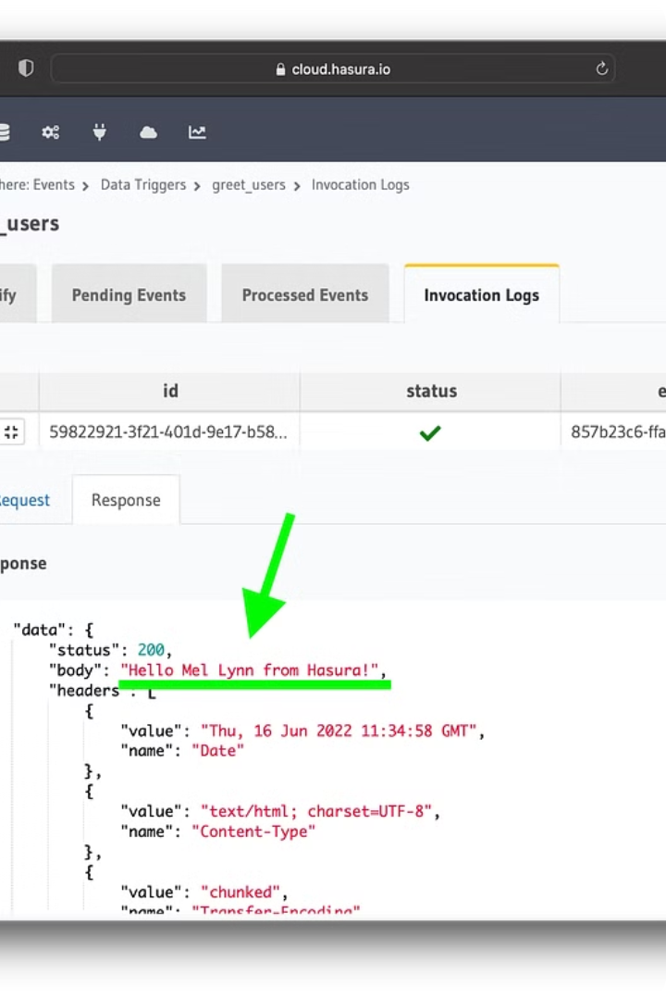 cloud.hasura.io
here: Events > Data Triggers > greet_users > Invocation Logs
_users
ify Pending Events Processed Events Invocation Logs
id status e
59822921-3f21-401d-9e17-b58... 857b23c6-ffa
equest Response
ponse
"data": {
"status": 200,
"body": "Hello Mel Lynn from Hasura!",
"headers": [
{
"value": "Thu, 16 Jun 2022 11:34:58 GMT",
"name": "Date"
},
{
"value": "text/html; charset=UTF-8",
"name": "Content-Type"
},
{
"value": "chunked",
"name": "Transfer-Encoding"